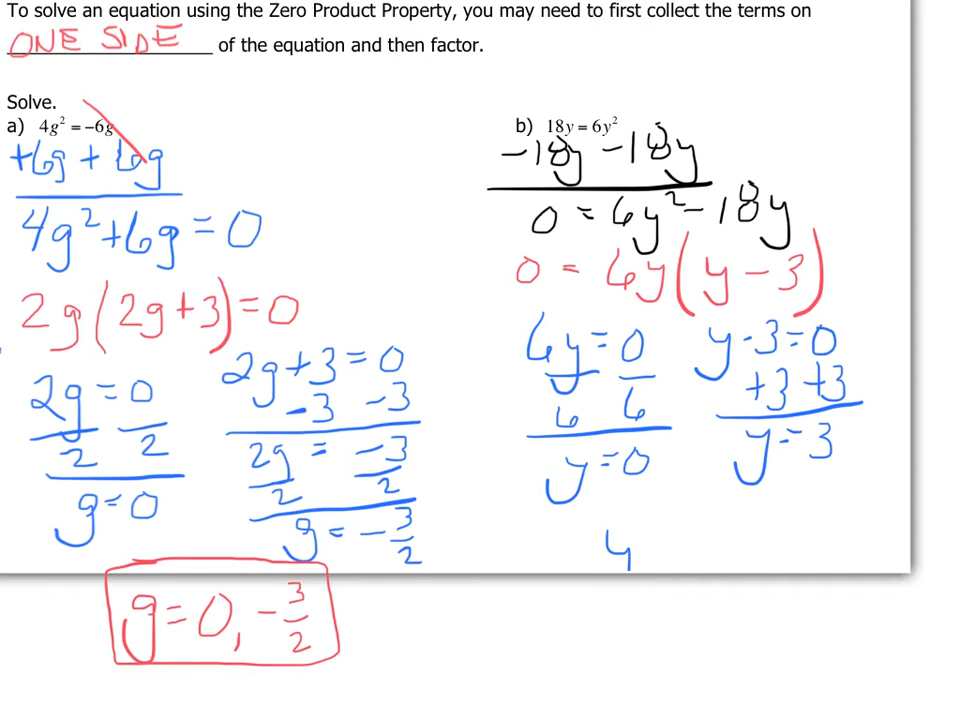 To solve an equation using the Zero Product Property, you may need to first collect the terms on
ONE SIDE of the equation and then factor.
Solve.
a) 4g² = −6g
+6g + 6g
4g² + 6g = 0
2g(2g + 3) = 0
2g = 0
2 2
g = 0
2g + 3 = 0
−3 −3
2g = −3
2 2
g = −3/2
g = 0, −3/2
b) 18y = 6y²
−18y −18y
0 = 6y² − 18y
0 = 6y(y − 3)
6y = 0
6 6
y = 0
y − 3 = 0
+3 +3
y = 3